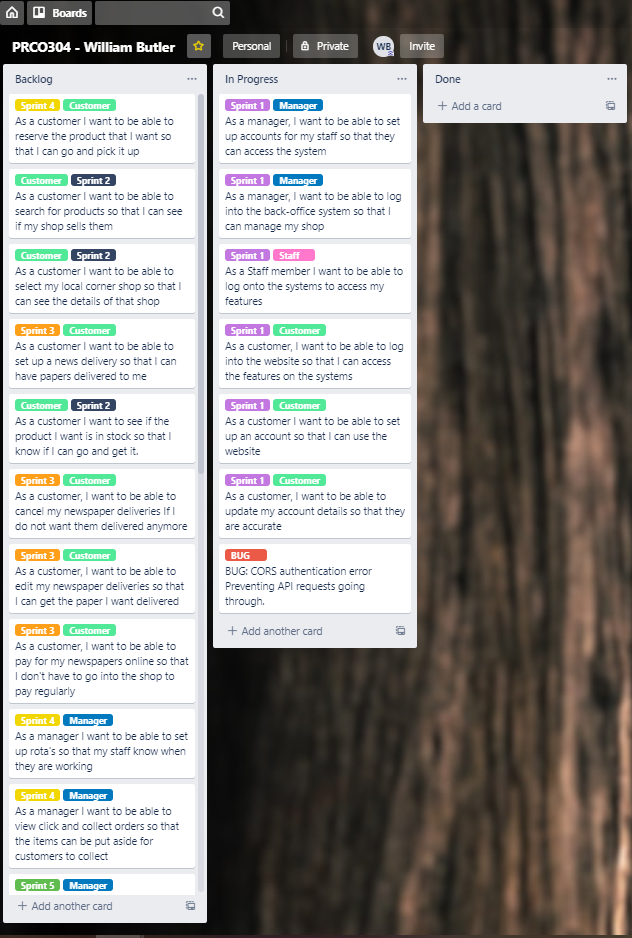 Boards
PRCO304 - William Butler
Personal
Private
WB
Invite
Backlog
Sprint 4 Customer
As a customer I want to be able to
reserve the product that I want so
that I can go and pick it up
Customer Sprint 2
As a customer I want to be able to
search for products so that I can see
if my shop sells them
Customer Sprint 2
As a customer I want to be able to
select my local corner shop so that I
can see the details of that shop
Sprint 3 Customer
As a customer I want to be able to
set up a news delivery so that I can
have papers delivered to me
Customer Sprint 2
As a customer I want to see if the
product I want is in stock so that I
know if I can go and get it.
Sprint 3 Customer
As a customer, I want to be able to
cancel my newspaper deliveries If I
do not want them delivered anymore
Sprint 3 Customer
As a customer, I want to be able to
edit my newspaper deliveries so that
I can get the paper I want delivered
Sprint 3 Customer
As a customer, I want to be able to
pay for my newspapers online so that
I don't have to go into the shop to
pay regularly
Sprint 4 Manager
As a manager I want to be able to set
up rota's so that my staff know when
they are working
Sprint 4 Manager
As a manager I want to be able to
view click and collect orders so that
the items can be put aside for
customers to collect
Sprint 5 Manager
+ Add another card
In Progress
Sprint 1 Manager
As a manager, I want to be able to set
up accounts for my staff so that they
can access the system
Sprint 1 Manager
As a manager, I want to be able to log
into the back-office system so that I
can manage my shop
Sprint 1 Staff
As a Staff member I want to be able to
log onto the systems to access my
features
Sprint 1 Customer
As a customer, I want to be able to log
into the website so that I can access
the features on the systems
Sprint 1 Customer
As a customer I want to be able to set
up an account so that I can use the
website
Sprint 1 Customer
As a customer, I want to be able to
update my account details so that they
are accurate
BUG
BUG: CORS authentication error
Preventing API requests going
through.
+ Add another card
Done
+ Add a card